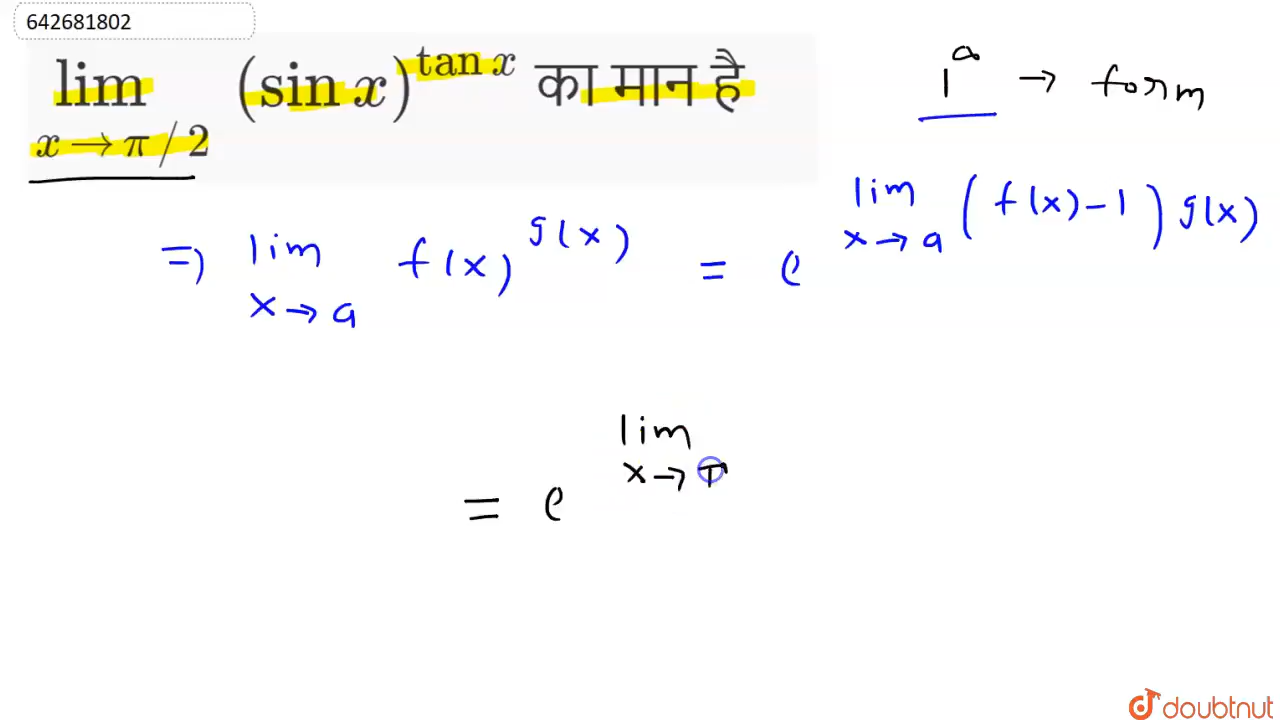 642681802
lim x→π/2 (sin x)^tan x का मान है
1^∞ → form
⇒ lim x→a f(x)^g(x) = e^lim x→a (f(x)-1) g(x)
= e^lim x→π
doubtnut